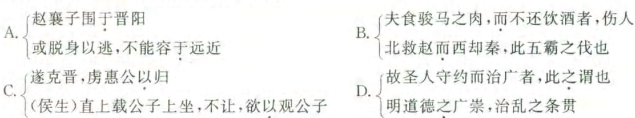 A. 赵襄子围于晋阳 B. 夫食骏马之肉,而不还饮酒者,伤人
或脱身以逃,不能容于远近 北救赵而西却秦,此五霸之伐也
C. 遂克晋,虏惠公以归 D. 故圣人守约而治广者,此之谓也
(侯生)直上载公子上坐,不让,欲以观公子 明道德之广崇,治乱之条贯